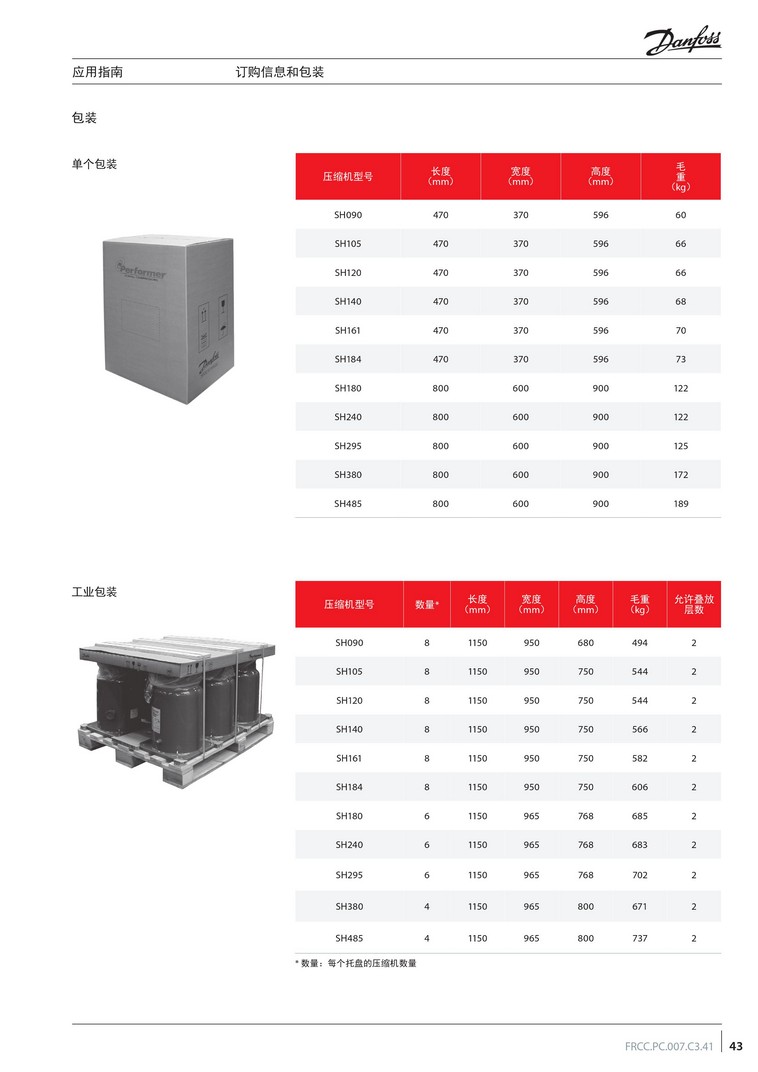 Danfoss
应用指南 订购信息和包装
包装
单个包装
压缩机型号 长度（mm） 宽度（mm） 高度（mm） 毛重（kg）
SH090 470 370 596 60
SH105 470 370 596 66
SH120 470 370 596 66
SH140 470 370 596 68
SH161 470 370 596 70
SH184 470 370 596 73
SH180 800 600 900 122
SH240 800 600 900 122
SH295 800 600 900 125
SH380 800 600 900 172
SH485 800 600 900 189
Performer
Danfoss
工业包装
压缩机型号 数量* 长度（mm） 宽度（mm） 高度（mm） 毛重（kg） 允许叠放层数
SH090 8 1150 950 680 494 2
SH105 8 1150 950 750 544 2
SH120 8 1150 950 750 544 2
SH140 8 1150 950 750 566 2
SH161 8 1150 950 750 582 2
SH184 8 1150 950 750 606 2
SH180 6 1150 965 768 685 2
SH240 6 1150 965 768 683 2
SH295 6 1150 965 768 702 2
SH380 4 1150 965 800 671 2
SH485 4 1150 965 800 737 2
* 数量：每个托盘的压缩机数量
FRCC.PC.007.C3.41 43